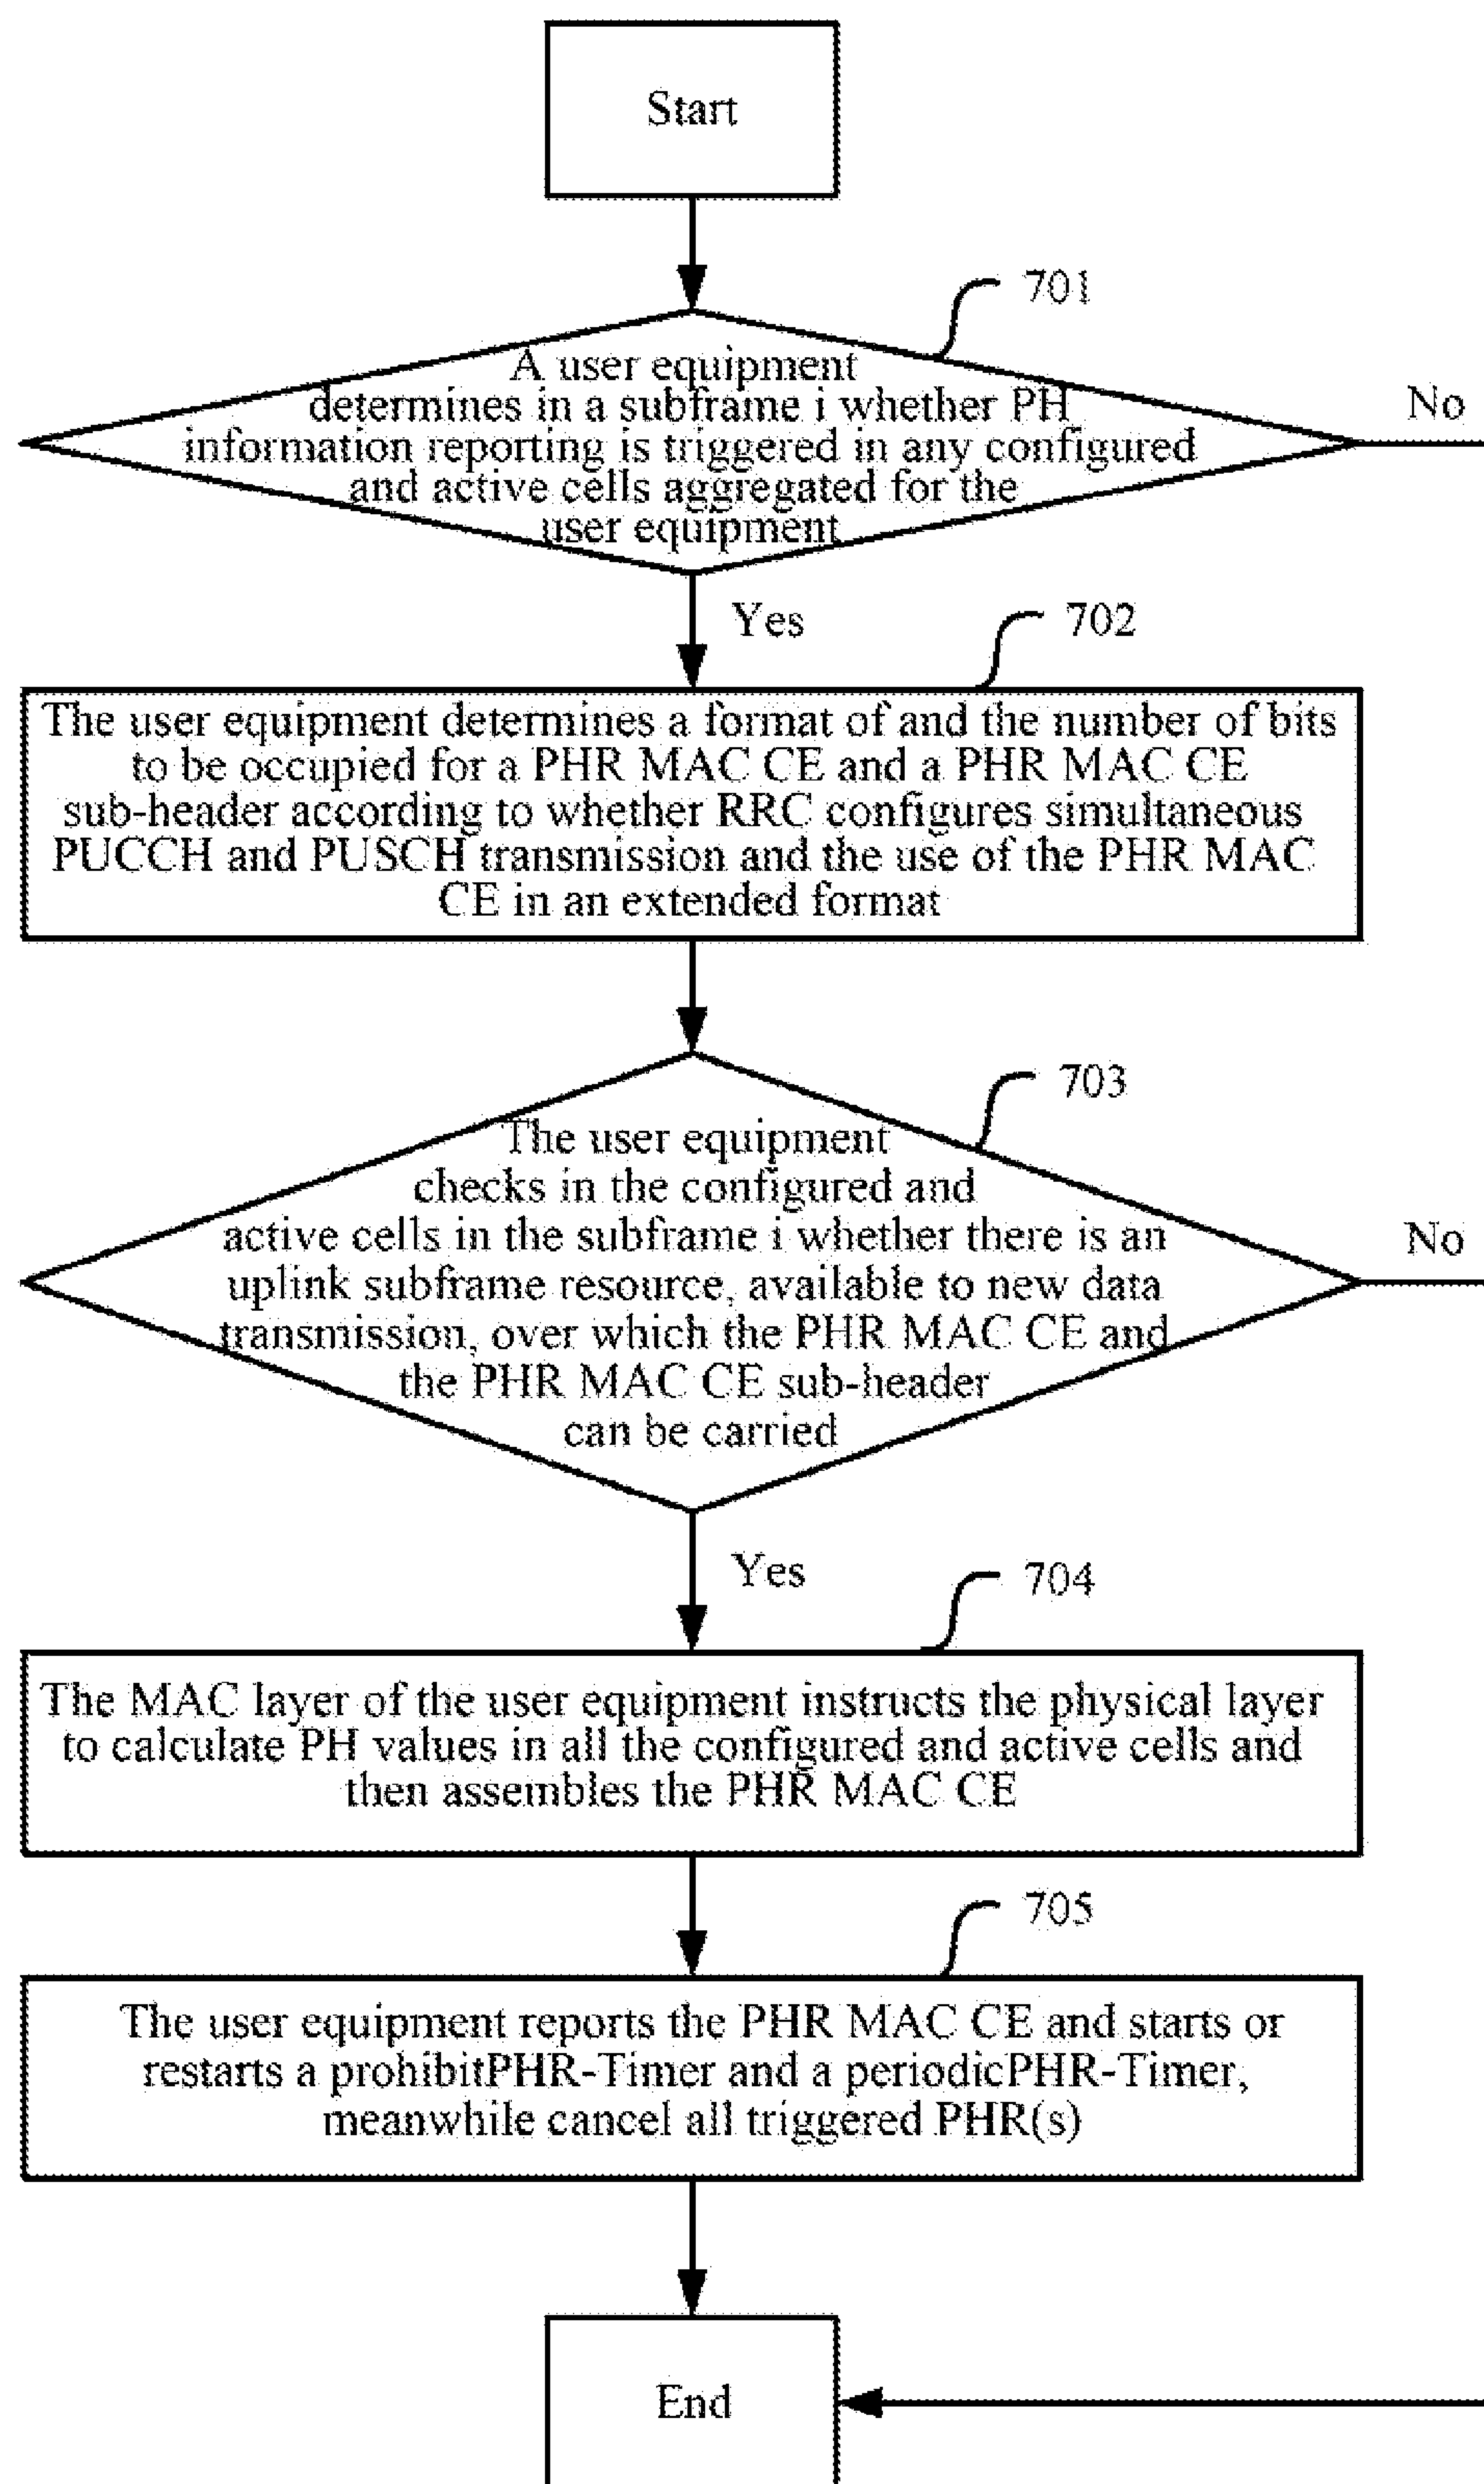 Start
701
A user equipment
determines in a subframe i whether PH
information reporting is triggered in any configured
and active cells aggregated for the
user equipment
No
Yes
702
The user equipment determines a format of and the number of bits
to be occupied for a PHR MAC CE and a PHR MAC CE
sub-header according to whether RRC configures simultaneous
PUCCH and PUSCH transmission and the use of the PHR MAC
CE in an extended format
703
The user equipment
checks in the configured and
active cells in the subframe i whether there is an
uplink subframe resource, available to new data
transmission, over which the PHR MAC CE and
the PHR MAC CE sub-header
can be carried
No
Yes
704
The MAC layer of the user equipment instructs the physical layer
to calculate PH values in all the configured and active cells and
then assembles the PHR MAC CE
705
The user equipment reports the PHR MAC CE and starts or
restarts a prohibitPHR-Timer and a periodicPHR-Timer,
meanwhile cancel all triggered PHR(s)
End